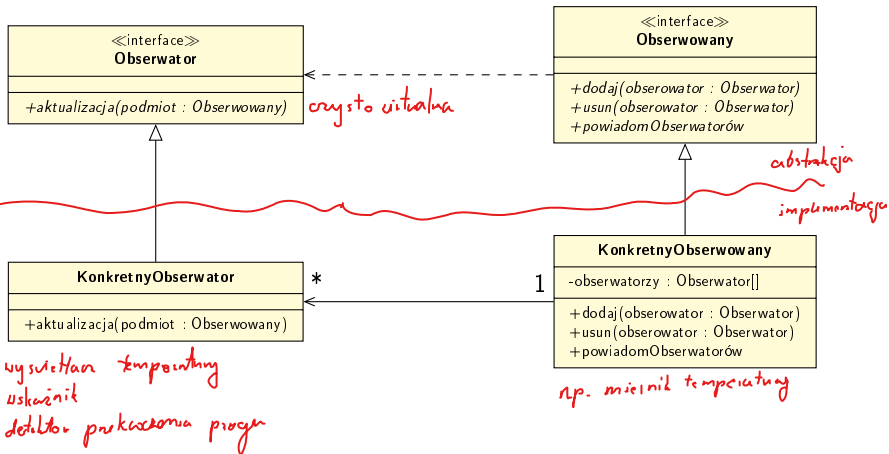 ≪interface≫
Obserwator
+aktualizacja(podmiot : Obserwowany)
czysto wirtualna
≪interface≫
Obserwowany
+dodaj(obserowator : Obserwator)
+usun(obserowator : Obserwator)
+powiadomObserwatorów
abstrakcja
implementacja
KonkretnyObserwator
+aktualizacja(podmiot : Obserwowany)
*
1
KonkretnyObserwowany
-obserwatorzy : Obserwator[]
+dodaj(obserowator : Obserwator)
+usun(obserowator : Obserwator)
+powiadomObserwatorów
wyświetlacz temperatury
wskaźnik
detektor przekroczenia progu
np. miernik temperatury